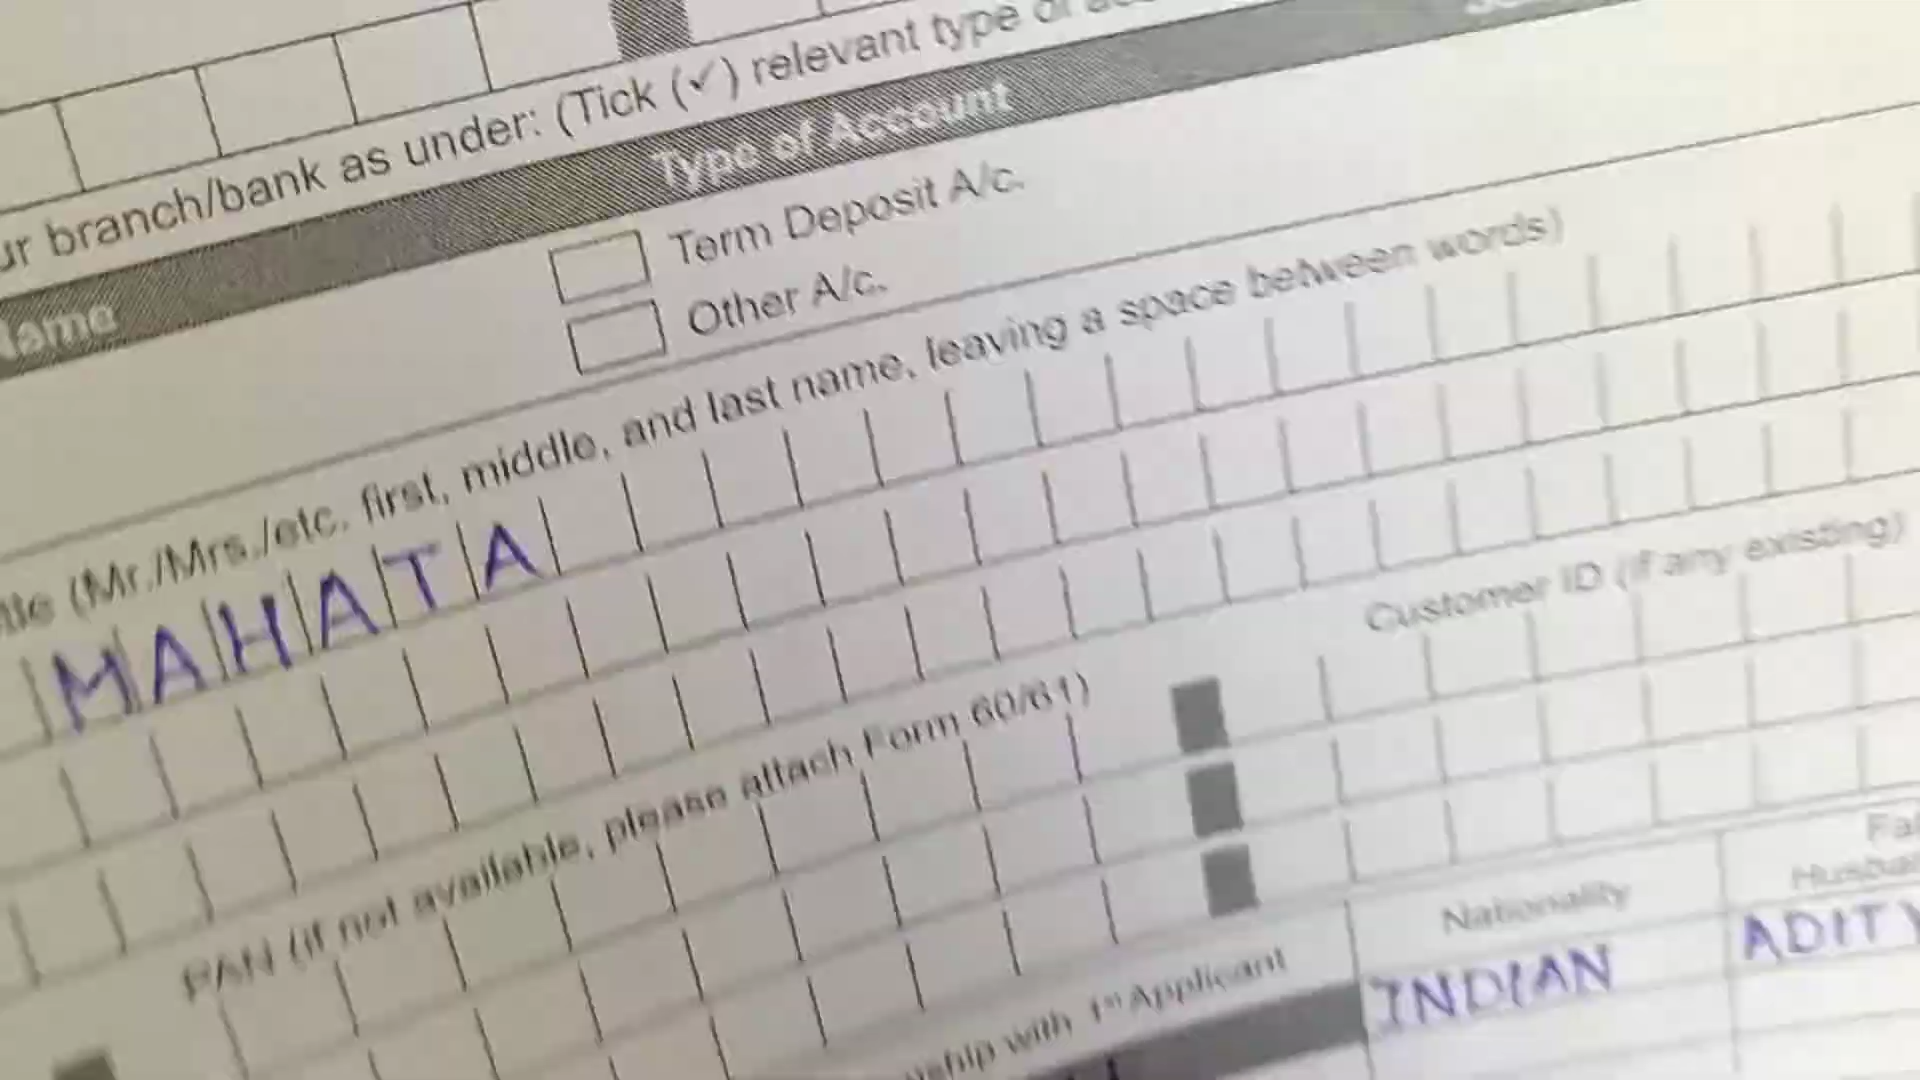 ur branch/bank as under: (Tick (✓) relevant type of
Name
Type of Account
Term Deposit A/c.
Other A/c.
(Mr./Mrs./etc. first, middle, and last name, leaving a space between words)
MAHATA
Customer ID (if any existing)
PAN (if not available, please attach Form 60/61)
Nationality
INDIAN
ADITY
with 1st Applicant